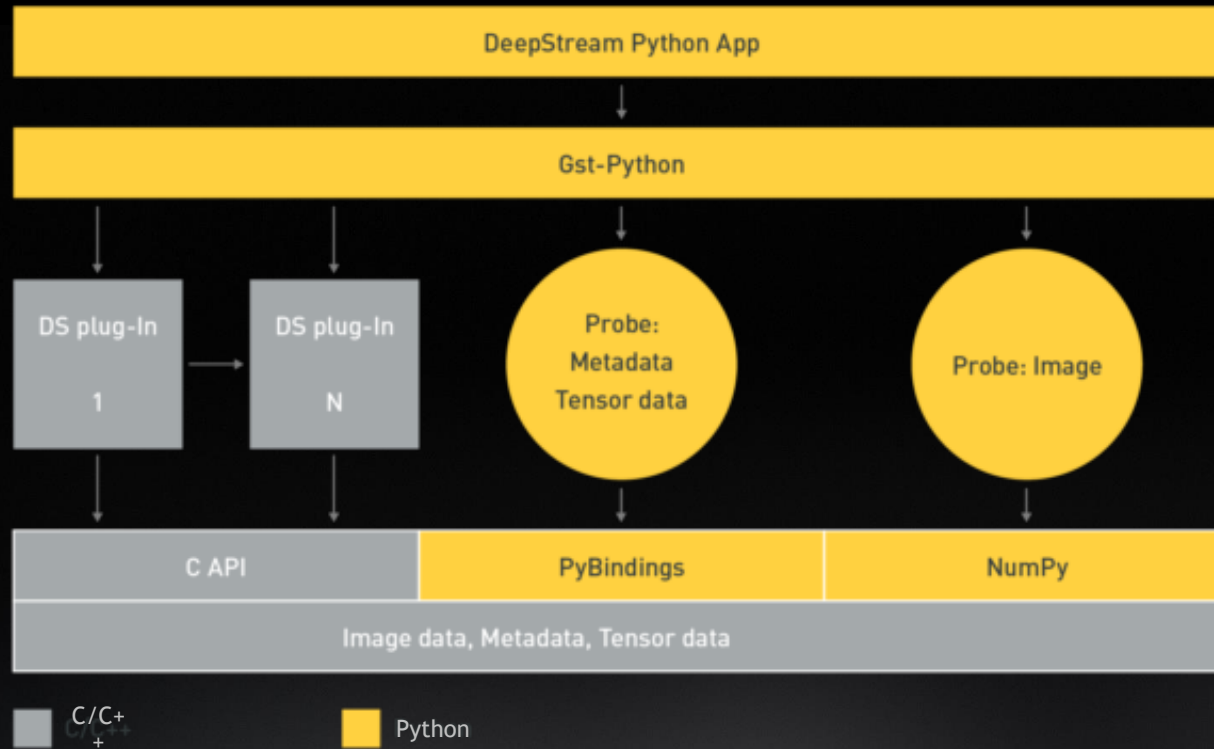 DeepStream Python App
Gst-Python
DS plug-In
1
DS plug-In
N
Probe:
Metadata
Tensor data
Probe: Image
C API
PyBindings
NumPy
Image data, Metadata, Tensor data
C/C+
+
C/C++
Python